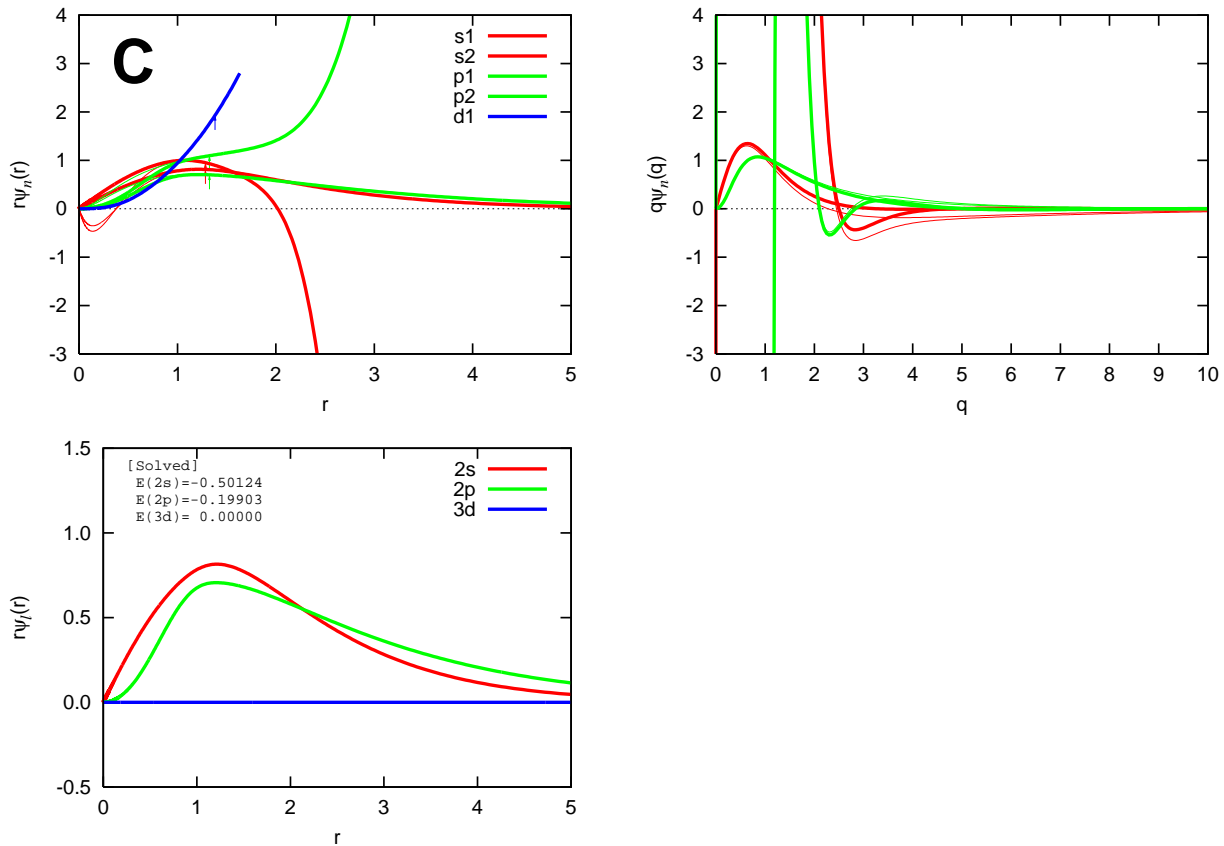 4
3
2
1
0
-1
-2
-3
0 1 2 3 4 5
rψn(r)
r
C
s1
s2
p1
p2
d1
4
3
2
1
0
-1
-2
-3
0 1 2 3 4 5 6 7 8 9 10
qψn(q)
q
1.5
1.0
0.5
0.0
-0.5
0 1 2 3 4 5
rψl(r)
r
[Solved]
E(2s)=-0.50124
E(2p)=-0.19903
E(3d)= 0.00000
2s
2p
3d